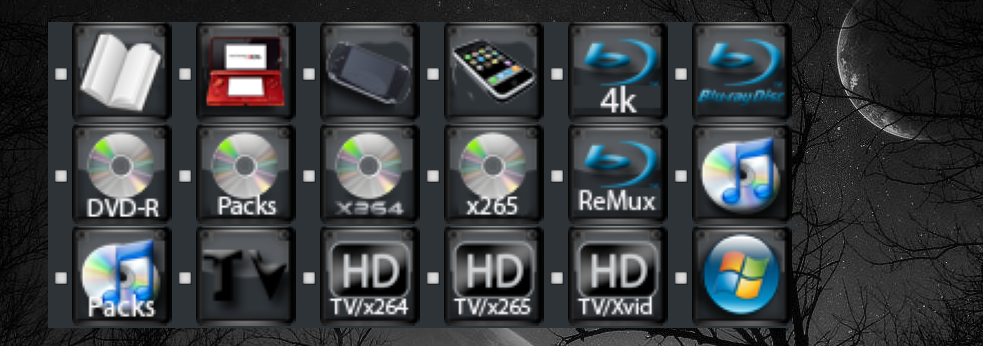 4k
Blu-ray Disc
DVD-R
Packs
X264
x265
ReMux
Packs
TV
HD
TV/x264
HD
TV/x265
HD
TV/Xvid